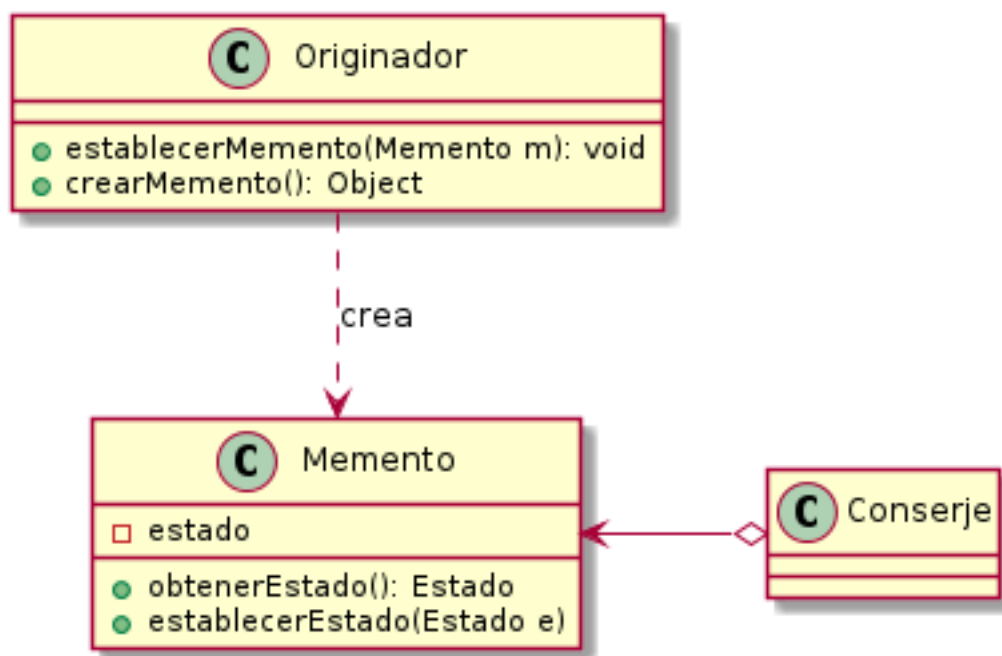 C Originador
establecerMemento(Memento m): void
crearMemento(): Object
crea
C Memento
estado
obtenerEstado(): Estado
establecerEstado(Estado e)
C Conserje